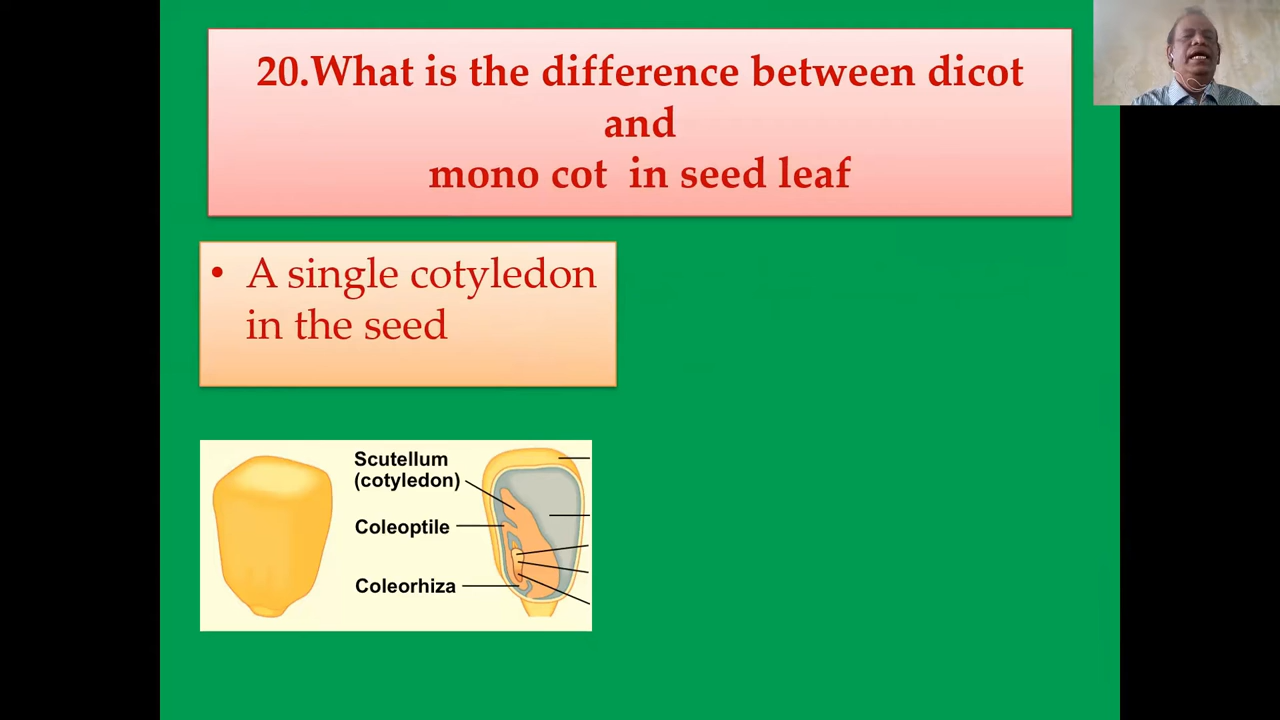 20.What is the difference between dicot
and
mono cot in seed leaf
• A single cotyledon
in the seed
Scutellum
(cotyledon)
Coleoptile
Coleorhiza